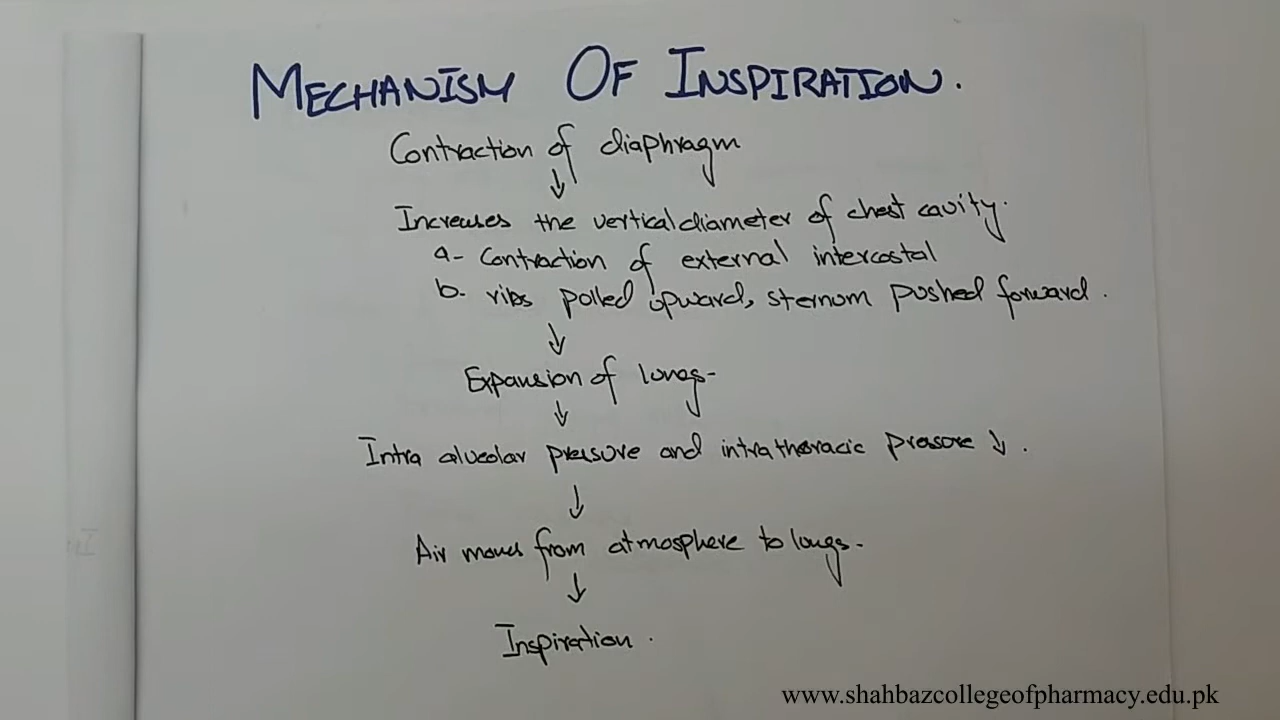 MECHANISM OF INSPIRATION.
Contraction of diaphragm
↓
Increases the vertical diameter of chest cavity.
a- Contraction of external intercostal
b- ribs polled upward, sternum pushed forward.
↓
Expansion of lungs-
↓
Intra alveolar pressure and intrathoracic pressure ↓.
↓
Air moves from atmosphere to lungs-
↓
Inspiration.
www.shahbazcollegeofpharmacy.edu.pk